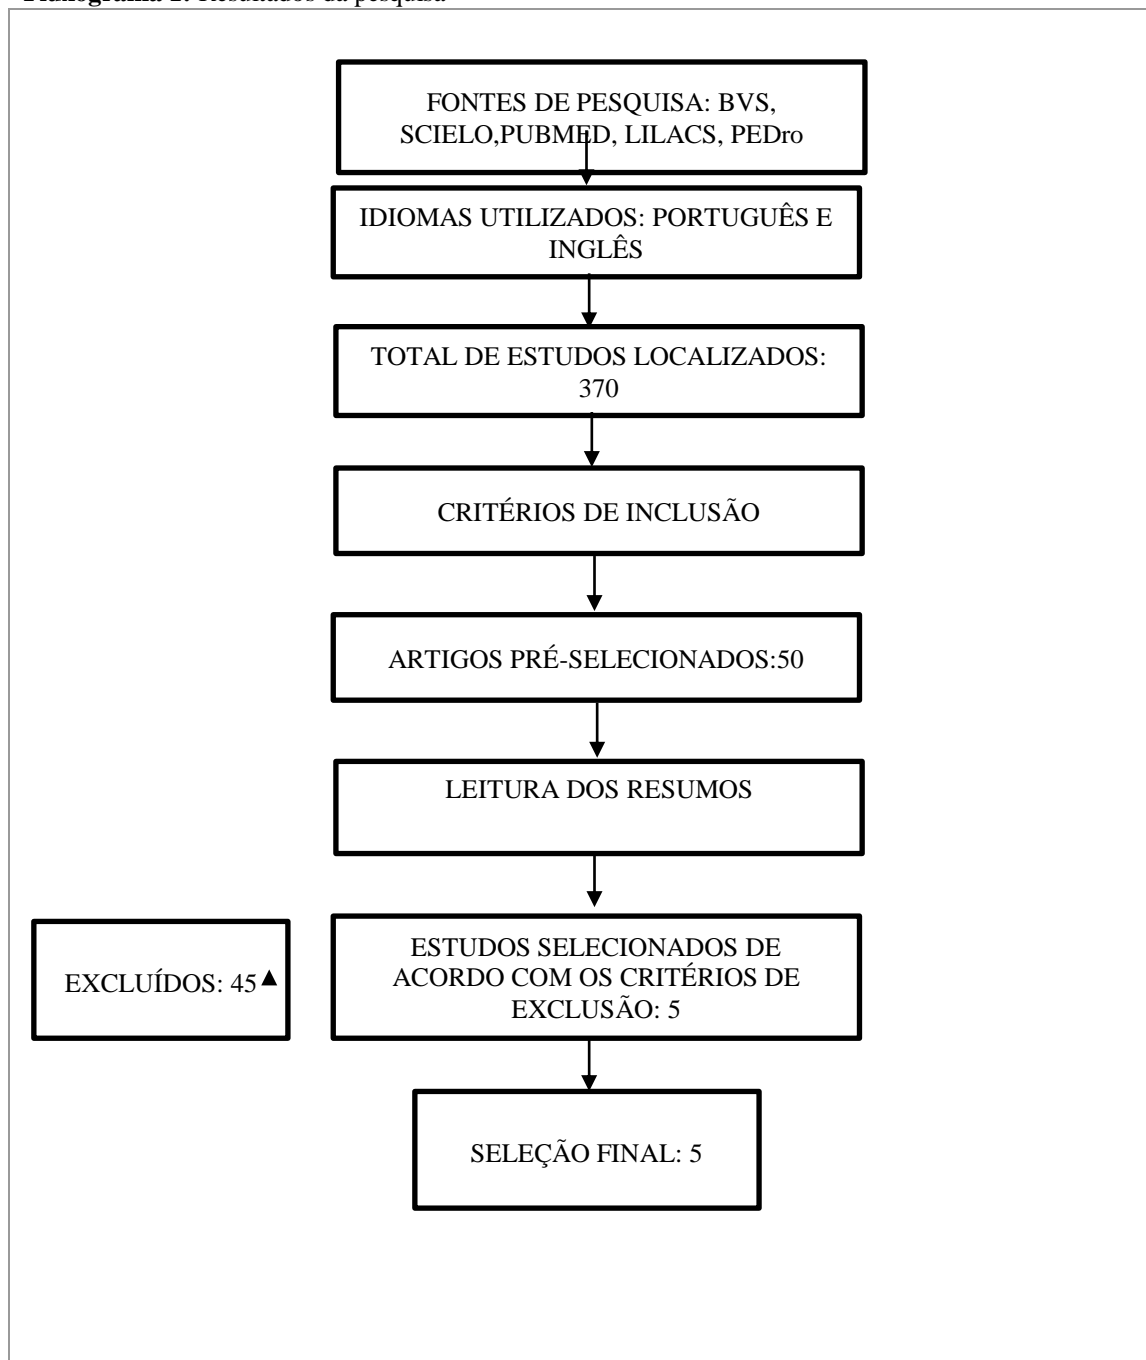 Fluxograma 1: Resultados da pesquisa
FONTES DE PESQUISA: BVS,
SCIELO,PUBMED, LILACS, PEDro
IDIOMAS UTILIZADOS: PORTUGUÊS E
INGLÊS
TOTAL DE ESTUDOS LOCALIZADOS:
370
CRITÉRIOS DE INCLUSÃO
ARTIGOS PRÉ-SELECIONADOS:50
LEITURA DOS RESUMOS
EXCLUÍDOS: 45
ESTUDOS SELECIONADOS DE
ACORDO COM OS CRITÉRIOS DE
EXCLUSÃO: 5
SELEÇÃO FINAL: 5